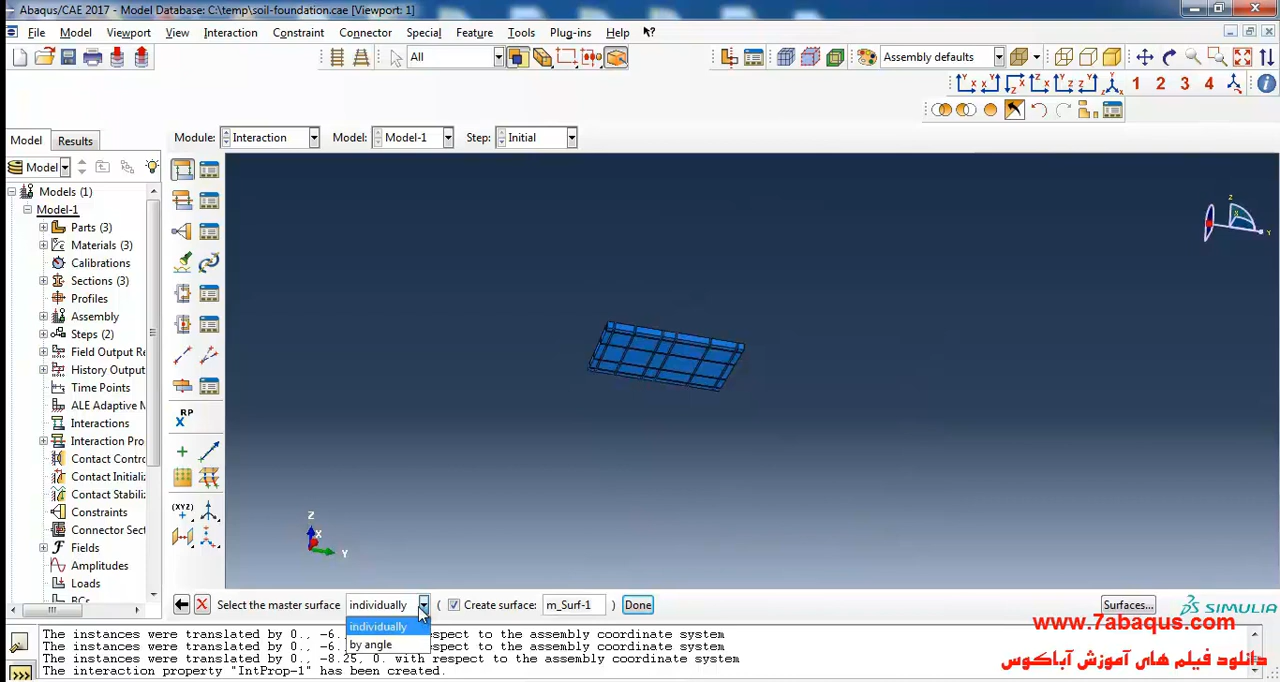 Abaqus/CAE 2017 - Model Database: C:\temp\soil-foundation.cae [Viewport: 1]
File Model Viewport View Interaction Constraint Connector Special Feature Tools Plug-ins Help
All Assembly defaults
1 2 3 4
Model Results Module: Interaction Model: Model-1 Step: Initial
Model
Models (1)
Model-1
Parts (3)
Materials (3)
Calibrations
Sections (3)
Profiles
Assembly
Steps (2)
Field Output Re
History Output
Time Points
ALE Adaptive M
Interactions
Interaction Pro
Contact Contro
Contact Initializ
Contact Stabiliz
Constraints
Connector Sect
Fields
Amplitudes
Loads
BCs
RP
(XYZ)
Z
X
Y
Z
X
Y
Select the master surface individually ( Create surface: m_Surf-1 ) Done Surfaces...
individually
by angle
SIMULIA
www.7abaqus.com
دانلود فیلم های آموزش آباکوس
The instances were translated by 0., -6. respect to the assembly coordinate system
The instances were translated by 0., -6. respect to the assembly coordinate system
The instances were translated by 0., -8.25, 0. with respect to the assembly coordinate system
The interaction property "IntProp-1" has been created.